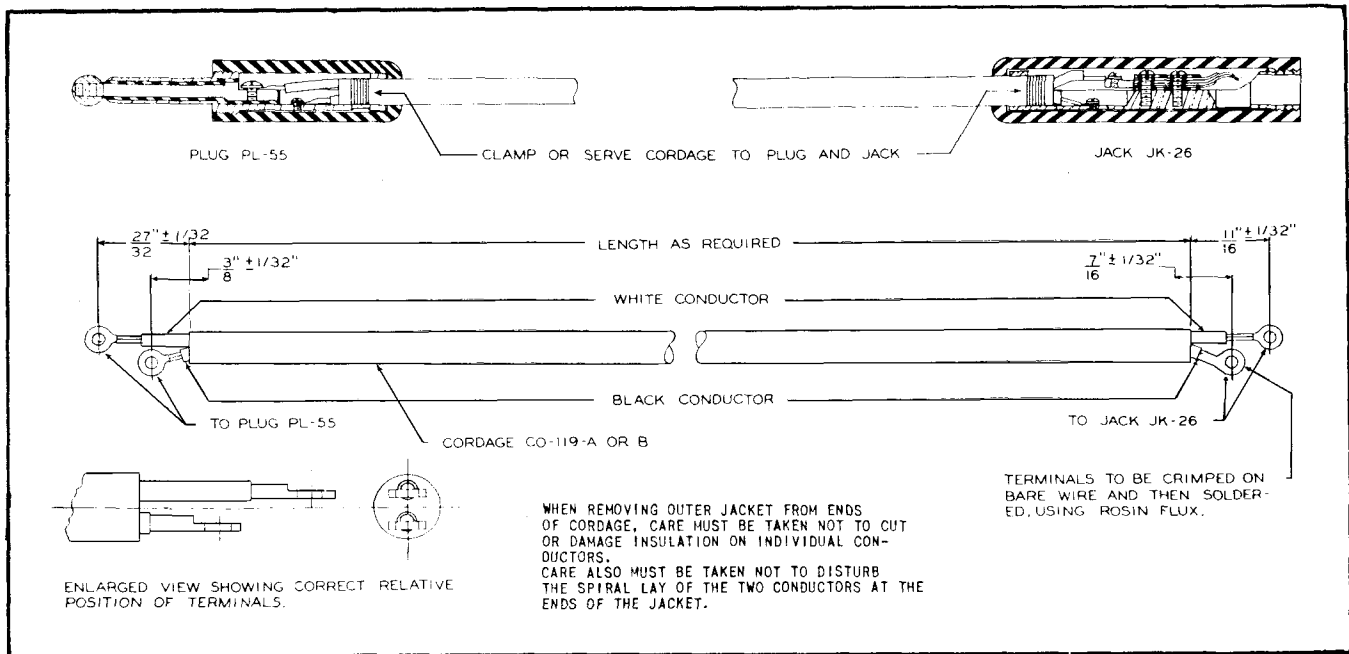 PLUG PL-55
CLAMP OR SERVE CORDAGE TO PLUG AND JACK
JACK JK-26
27" ± 1/32
32
LENGTH AS REQUIRED
11" ± 1/32"
16
3" ± 1/32"
8
7" ± 1/32"
16
WHITE CONDUCTOR
BLACK CONDUCTOR
TO PLUG PL-55
TO JACK JK-26
CORDAGE CO-119-A OR B
TERMINALS TO BE CRIMPED ON
BARE WIRE AND THEN SOLDER-
ED, USING ROSIN FLUX.
WHEN REMOVING OUTER JACKET FROM ENDS
OF CORDAGE, CARE MUST BE TAKEN NOT TO CUT
OR DAMAGE INSULATION ON INDIVIDUAL CON-
DUCTORS.
CARE ALSO MUST BE TAKEN NOT TO DISTURB
THE SPIRAL LAY OF THE TWO CONDUCTORS AT THE
ENDS OF THE JACKET.
ENLARGED VIEW SHOWING CORRECT RELATIVE
POSITION OF TERMINALS.